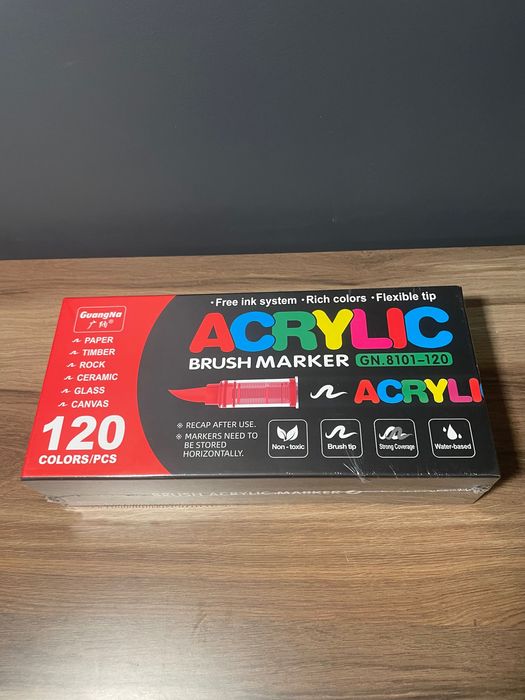 GuangNa
广纳®
PAPER
TIMBER
ROCK
CERAMIC
GLASS
CANVAS
120
COLORS/PCS
·Free ink system ·Rich colors ·Flexible tip
ACRYLIC
BRUSH MARKER GN.8101-120
ACRYLI
※ RECAP AFTER USE.
※ MARKERS NEED TO
BE STORED
HORIZONTALLY.
Non-toxic
Brush tip
Strong Coverage
Water-based
BRUSH ACRYLIC MARKER